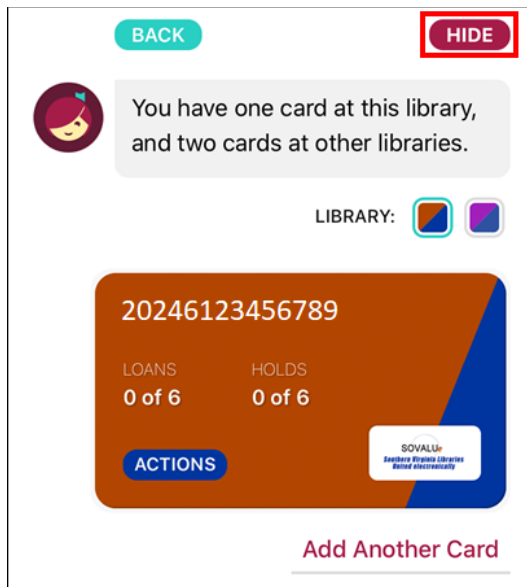 BACK
HIDE
You have one card at this library,
and two cards at other libraries.
LIBRARY:
20246123456789
LOANS
HOLDS
0 of 6
0 of 6
ACTIONS
SOVALUe
Southern Virginia Libraries
United electronically
Add Another Card